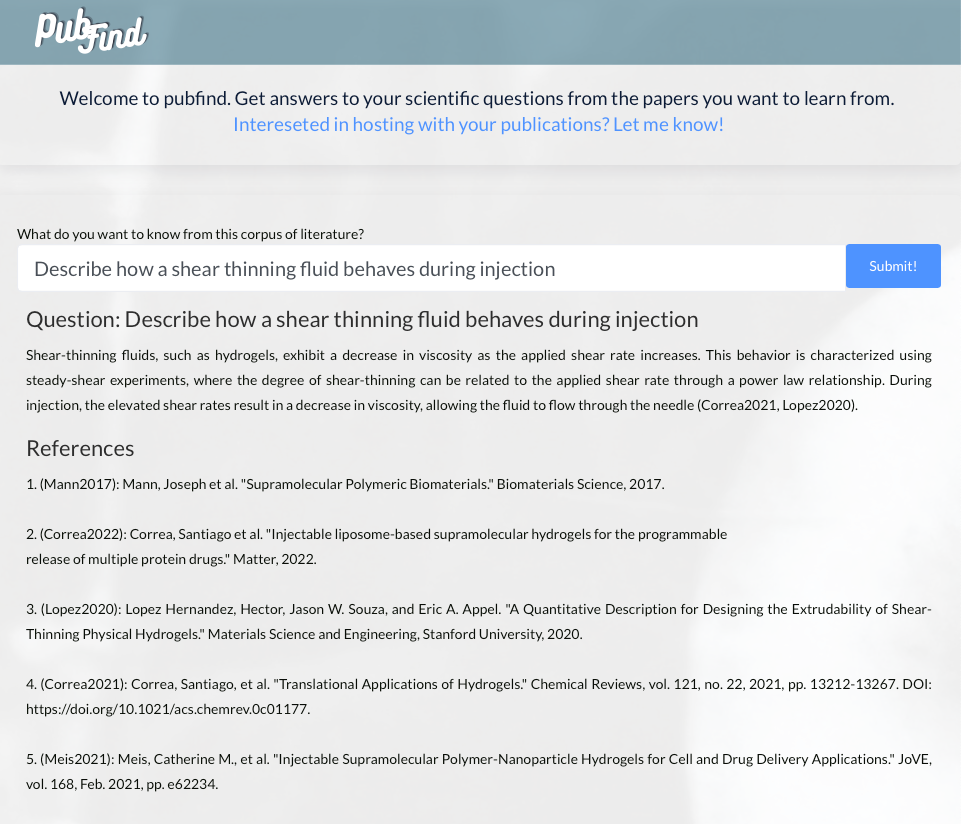 PubFind
Welcome to pubfind. Get answers to your scientific questions from the papers you want to learn from.
Intereseted in hosting with your publications? Let me know!
What do you want to know from this corpus of literature?
Describe how a shear thinning fluid behaves during injection
Submit!
Question: Describe how a shear thinning fluid behaves during injection
Shear-thinning fluids, such as hydrogels, exhibit a decrease in viscosity as the applied shear rate increases. This behavior is characterized using
steady-shear experiments, where the degree of shear-thinning can be related to the applied shear rate through a power law relationship. During
injection, the elevated shear rates result in a decrease in viscosity, allowing the fluid to flow through the needle (Correa2021, Lopez2020).
References
1. (Mann2017): Mann, Joseph et al. "Supramolecular Polymeric Biomaterials." Biomaterials Science, 2017.
2. (Correa2022): Correa, Santiago et al. "Injectable liposome-based supramolecular hydrogels for the programmable
release of multiple protein drugs." Matter, 2022.
3. (Lopez2020): Lopez Hernandez, Hector, Jason W. Souza, and Eric A. Appel. "A Quantitative Description for Designing the Extrudability of Shear-
Thinning Physical Hydrogels." Materials Science and Engineering, Stanford University, 2020.
4. (Correa2021): Correa, Santiago, et al. "Translational Applications of Hydrogels." Chemical Reviews, vol. 121, no. 22, 2021, pp. 13212-13267. DOI:
https://doi.org/10.1021/acs.chemrev.0c01177.
5. (Meis2021): Meis, Catherine M., et al. "Injectable Supramolecular Polymer-Nanoparticle Hydrogels for Cell and Drug Delivery Applications." JoVE,
vol. 168, Feb. 2021, pp. e62234.